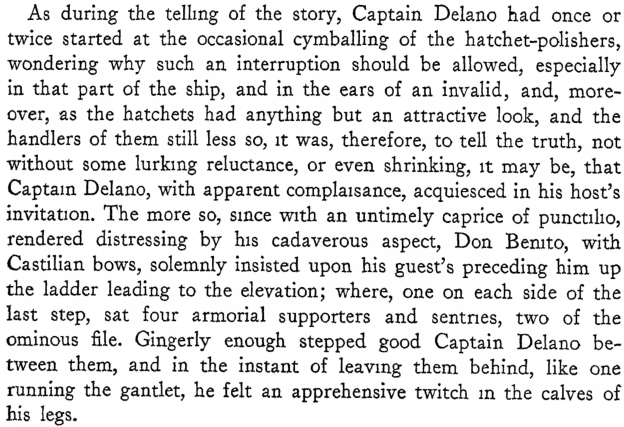 As during the telling of the story, Captain Delano had once or
twice started at the occasional cymballing of the hatchet-polishers,
wondering why such an interruption should be allowed, especially
in that part of the ship, and in the ears of an invalid, and, more-
over, as the hatchets had anything but an attractive look, and the
handlers of them still less so, it was, therefore, to tell the truth, not
without some lurking reluctance, or even shrinking, it may be, that
Captain Delano, with apparent complaisance, acquiesced in his host's
invitation. The more so, since with an untimely caprice of punctilio,
rendered distressing by his cadaverous aspect, Don Benito, with
Castilian bows, solemnly insisted upon his guest's preceding him up
the ladder leading to the elevation; where, one on each side of the
last step, sat four armorial supporters and sentries, two of the
ominous file. Gingerly enough stepped good Captain Delano be-
tween them, and in the instant of leaving them behind, like one
running the gantlet, he felt an apprehensive twitch in the calves of
his legs.